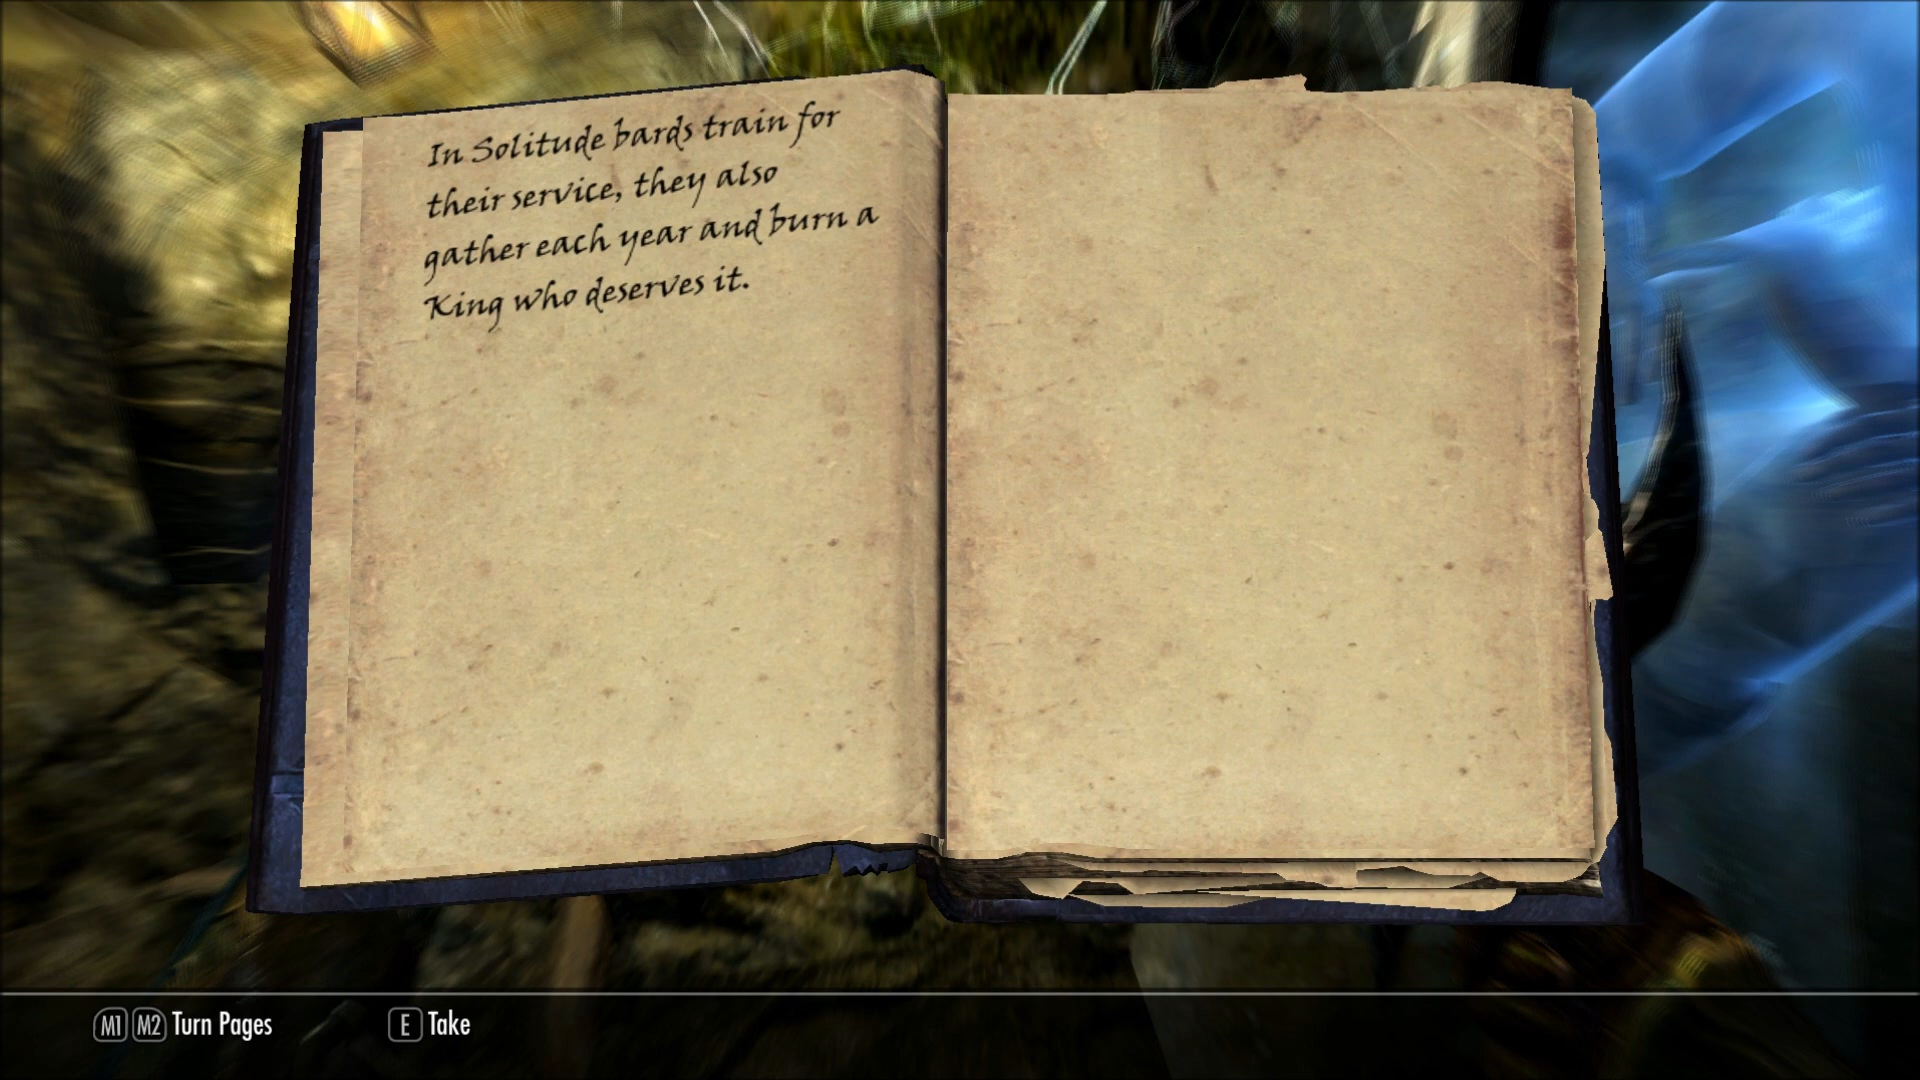 In Solitude bards train for
their service, they also
gather each year and burn a
King who deserves it.
M1 M2 Turn Pages
E Take